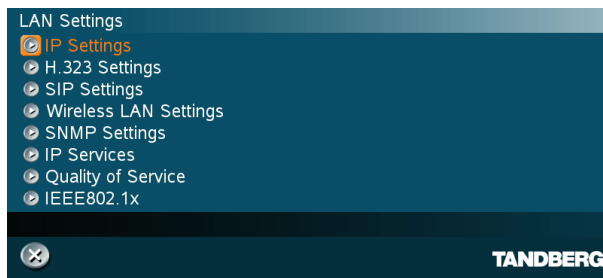 LAN Settings
IP Settings
H.323 Settings
SIP Settings
Wireless LAN Settings
SNMP Settings
IP Services
Quality of Service
IEEE802.1x
TANDBERG